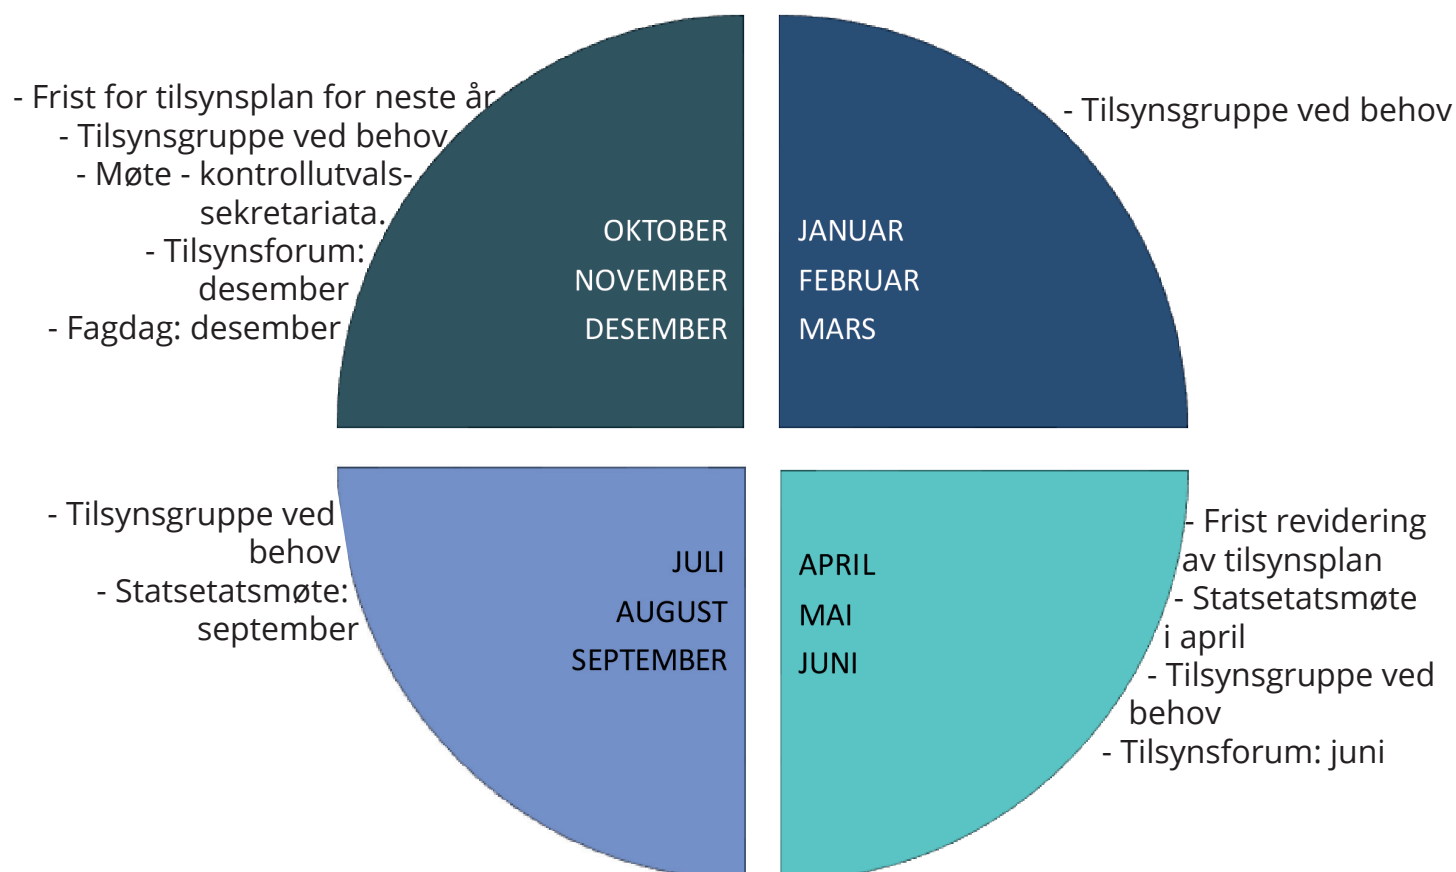 - Frist for tilsynsplan for neste år
- Tilsynsgruppe ved behov
- Møte - kontrollutvals-
sekretariata.
- Tilsynsforum:
desember
- Fagdag: desember
OKTOBER
NOVEMBER
DESEMBER
JANUAR
FEBRUAR
MARS
- Tilsynsgruppe ved behov
- Tilsynsgruppe ved
behov
- Statsetatsmøte:
september
JULI
AUGUST
SEPTEMBER
APRIL
MAI
JUNI
- Frist revidering
av tilsynsplan
- Statsetatsmøte
i april
- Tilsynsgruppe ved
behov
- Tilsynsforum: juni